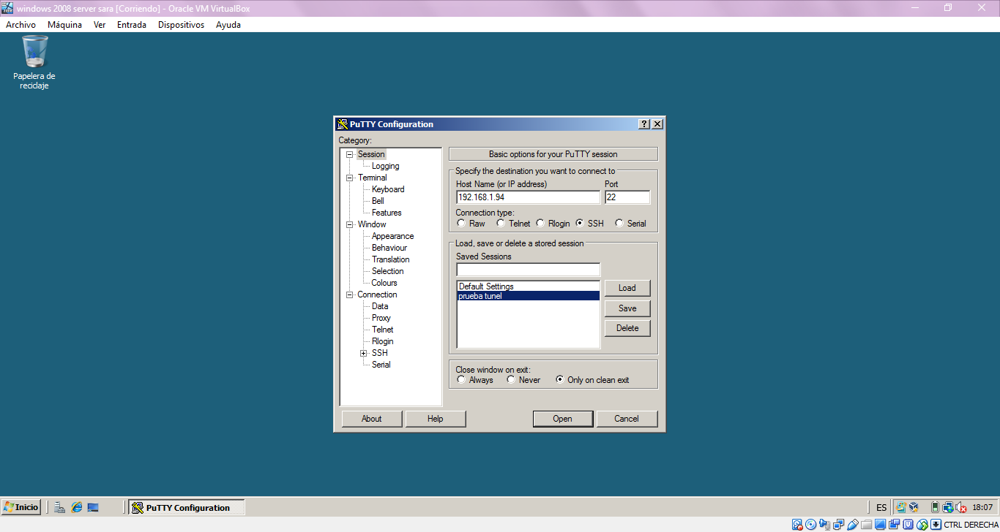 windows 2008 server sara [Corriendo] - Oracle VM VirtualBox
Archivo Máquina Ver Entrada Dispositivos Ayuda
Papelera de
reciclaje
PuTTY Configuration
Category:
Session
Logging
Terminal
Keyboard
Bell
Features
Window
Appearance
Behaviour
Translation
Selection
Colours
Connection
Data
Proxy
Telnet
Rlogin
SSH
Serial
Basic options for your PuTTY session
Specify the destination you want to connect to
Host Name (or IP address) Port
192.168.1.94 22
Connection type:
Raw Telnet Rlogin SSH Serial
Load, save or delete a stored session
Saved Sessions
Default Settings
prueba tunel
Load
Save
Delete
Close window on exit:
Always Never Only on clean exit
About Help Open Cancel
Inicio PuTTY Configuration ES 18:07
CTRL DERECHA